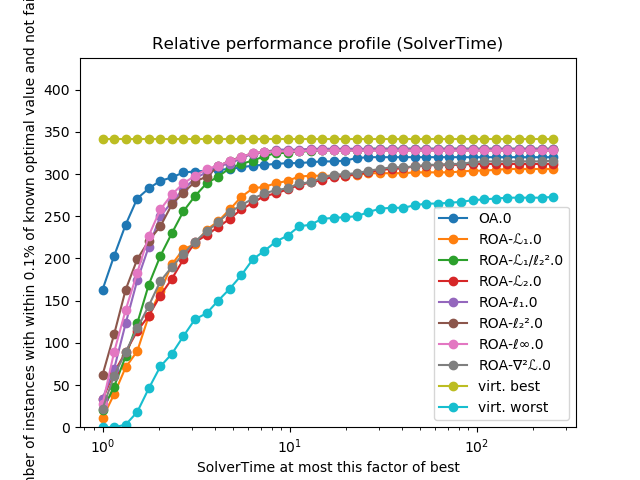 Relative performance profile (SolverTime)
of instances with within 0.1% of known optimal value and not
400
350
300
250
200
150
100
50
0
10⁰
10¹
10²
SolverTime at most this factor of best
OA.0
ROA-ℒ₁.0
ROA-ℒ₁/ℓ₂².0
ROA-ℒ₂.0
ROA-ℓ₁.0
ROA-ℓ₂².0
ROA-ℓ∞.0
ROA-∇²ℒ.0
virt. best
virt. worst